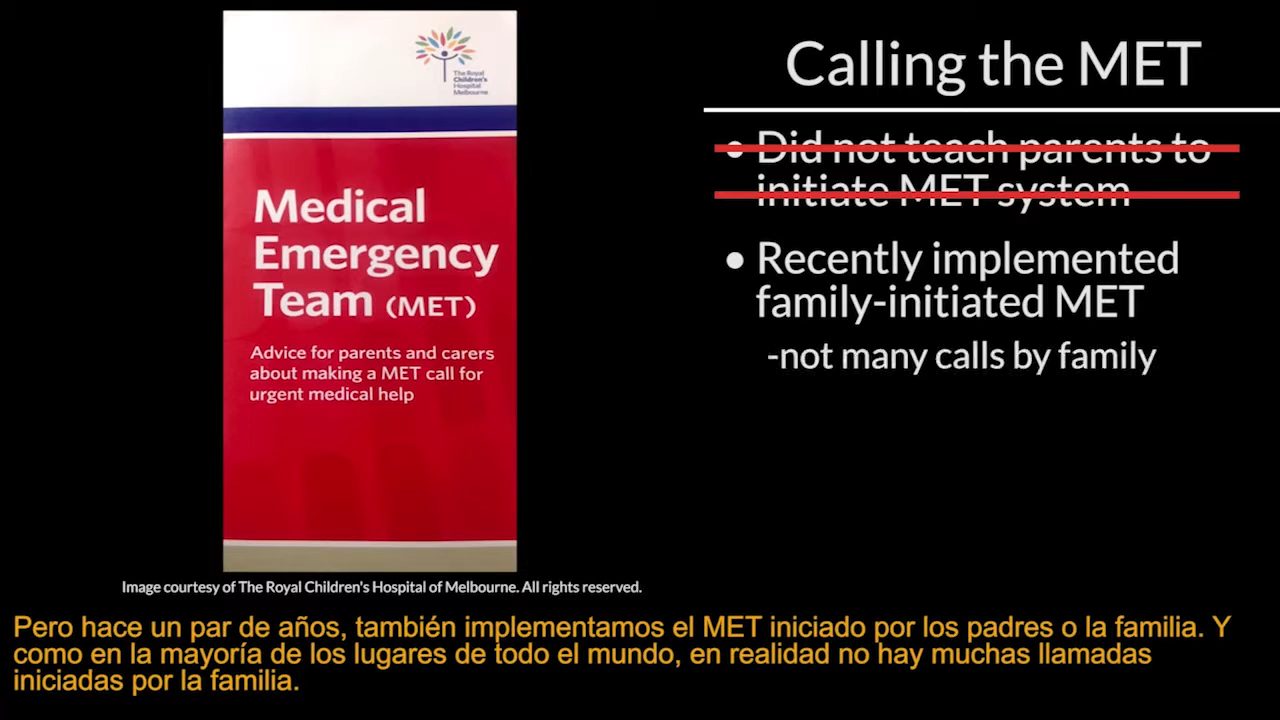 The Royal
Children's
Hospital
Melbourne
Medical
Emergency
Team (MET)
Advice for parents and carers
about making a MET call for
urgent medical help
Image courtesy of The Royal Children's Hospital of Melbourne. All rights reserved.
Calling the MET
• Did not teach parents to
initiate MET system
• Recently implemented
family-initiated MET
-not many calls by family
Pero hace un par de años, también implementamos el MET iniciado por los padres o la familia. Y
como en la mayoría de los lugares de todo el mundo, en realidad no hay muchas llamadas
iniciadas por la familia.